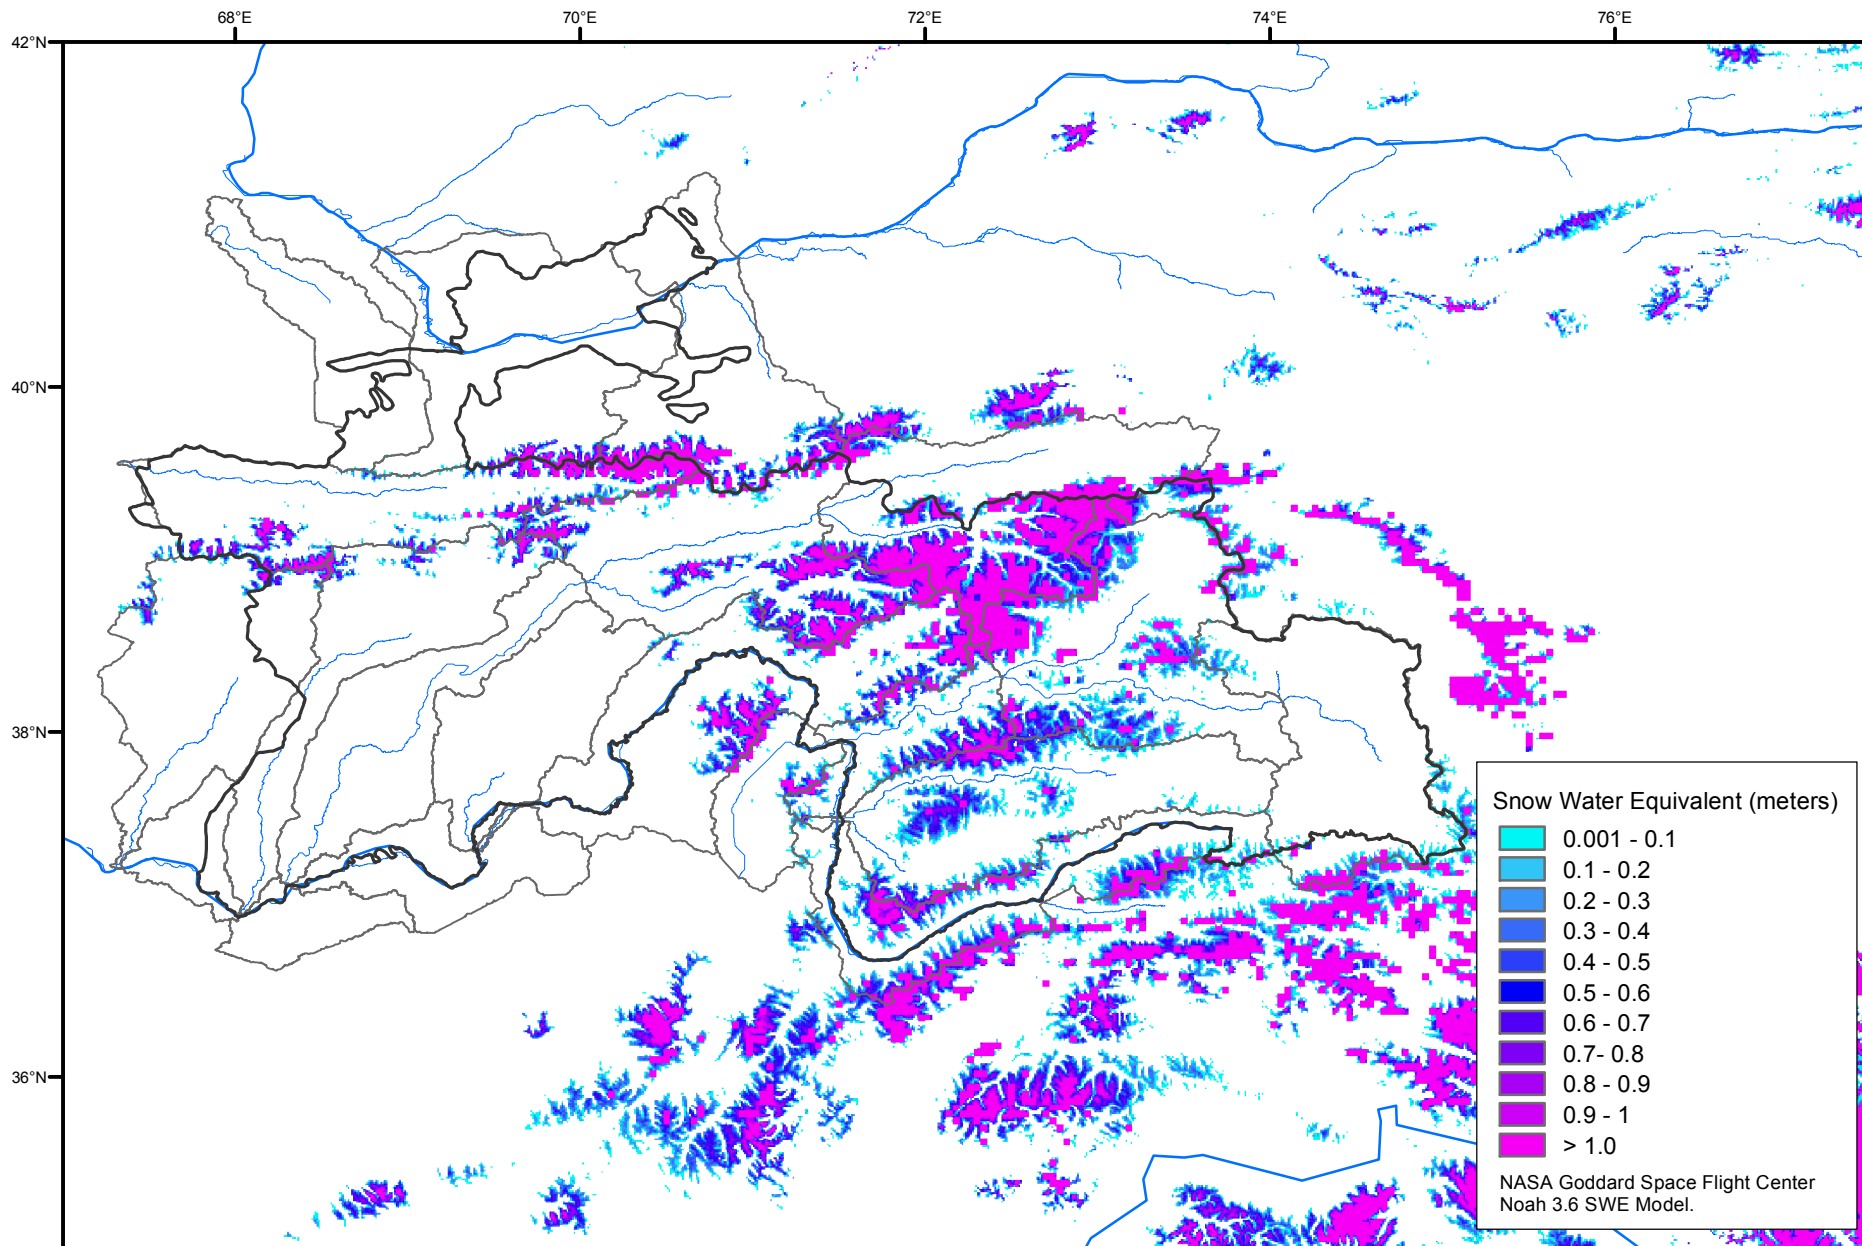 68°E 70°E 72°E 74°E 76°E
42°N
40°N
38°N
36°N
Snow Water Equivalent (meters)
0.001 - 0.1
0.1 - 0.2
0.2 - 0.3
0.3 - 0.4
0.4 - 0.5
0.5 - 0.6
0.6 - 0.7
0.7- 0.8
0.8 - 0.9
0.9 - 1
> 1.0
NASA Goddard Space Flight Center
Noah 3.6 SWE Model.